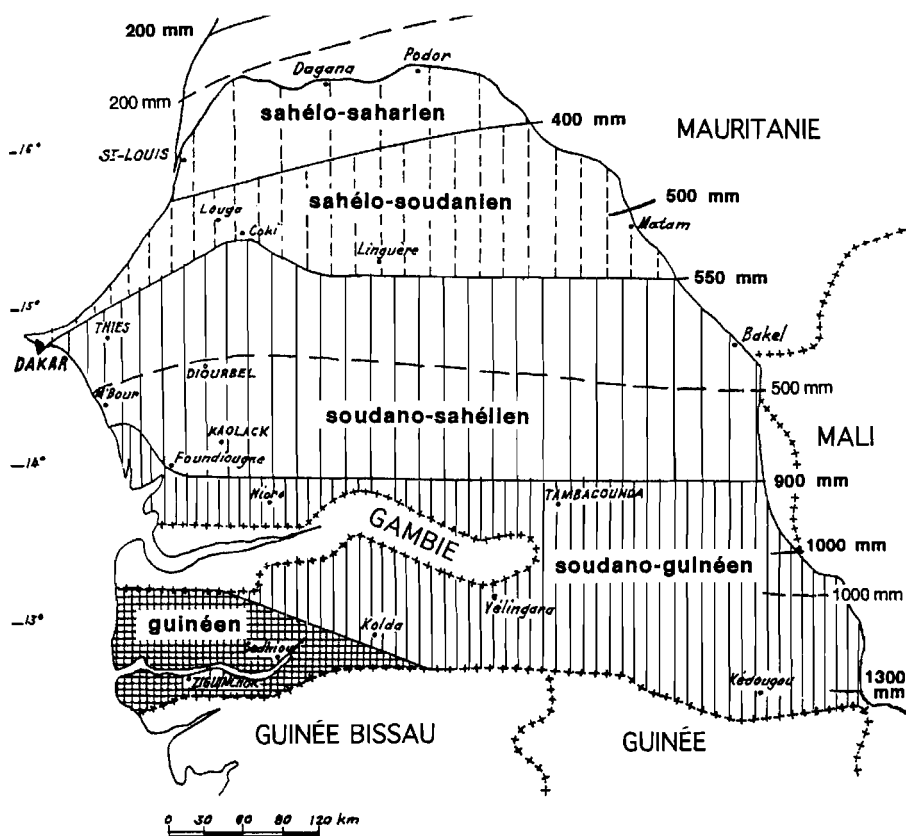 200 mm
Podor
Dagana
200 mm
sahélo-saharien
400 mm
MAURITANIE
16°
ST-LOUIS
sahélo-soudanien
500 mm
Louga
Coki
Matam
Linguère
550 mm
15°
THIES
Bakel
DAKAR
DIOURBEL
500 mm
M'Bour
soudano-sahélien
MALI
KAOLACK
Foundiougne
14°
900 mm
Nioro
TAMBACOUNDA
GAMBIE
1000 mm
soudano-guinéen
1000 mm
Vélingara
13°
guinéen
Kolda
Sedhiou
ZIGUINCHOR
Kédougou
1300
mm
GUINÉE BISSAU
GUINÉE
0 30 60 80 120 km